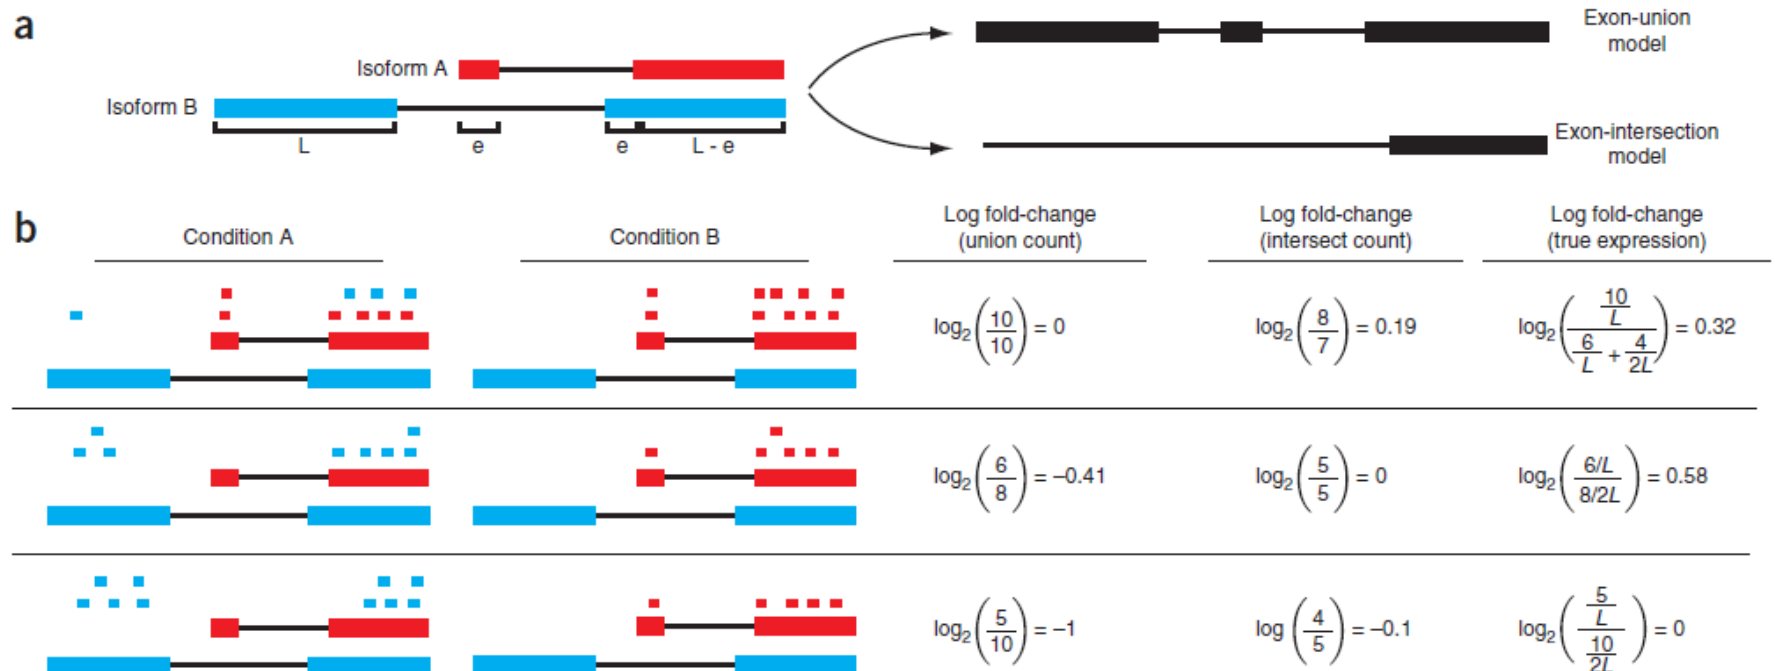 a
Exon-union
model
Isoform A
Isoform B
L
e
e
L - e
Exon-intersection
model
b
Condition A
Condition B
Log fold-change
(union count)
Log fold-change
(intersect count)
Log fold-change
(true expression)
log2(10/10) = 0
log2(8/7) = 0.19
log2((10/L)/(6/L + 4/2L)) = 0.32
log2(6/8) = –0.41
log2(5/5) = 0
log2((6/L)/(8/2L)) = 0.58
log2(5/10) = –1
log (4/5) = –0.1
log2((5/L)/(10/2L)) = 0